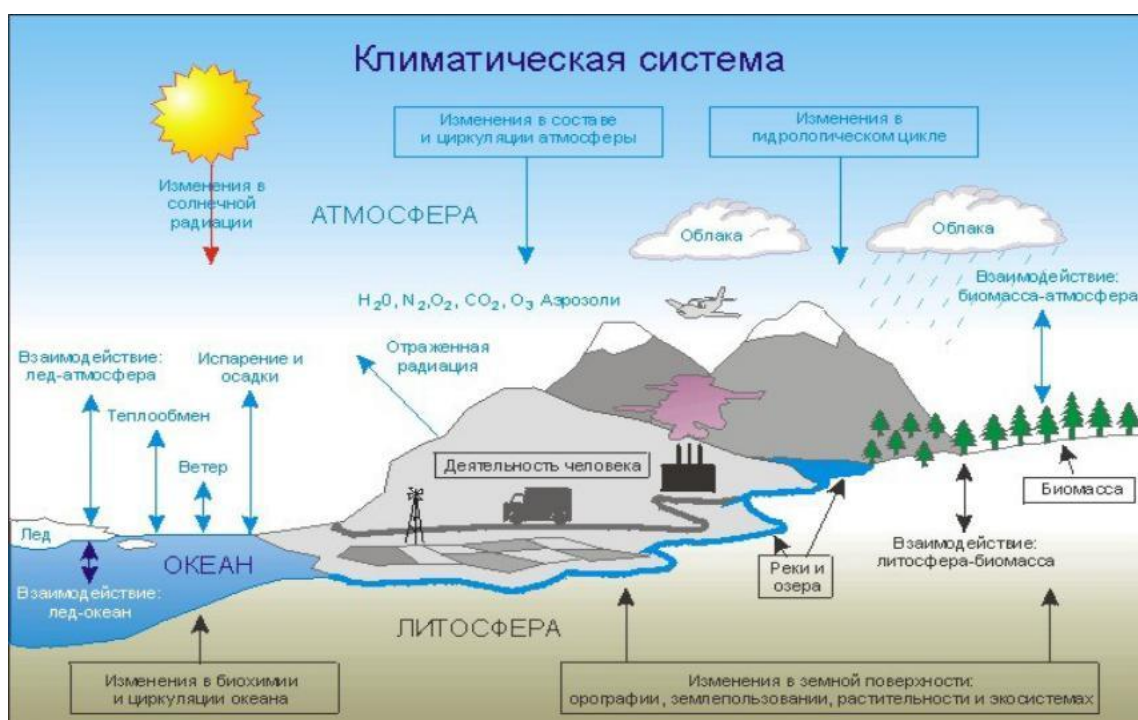 Климатическая система
Изменения в составе
и циркуляции атмосферы
Изменения в
гидрологическом цикле
Изменения в
солнечной
радиации
АТМОСФЕРА
Облака
Облака
H₂O, N₂,O₂, CO₂, O₃ Аэрозоли
Взаимодействие:
биомасса-атмосфера
Отраженная
радиация
Взаимодействие:
лед-атмосфера
Испарение и
осадки
Теплообмен
Ветер
Деятельность человека
Биомасса
Лед
ОКЕАН
Взаимодействие:
лед-океан
Реки и
озера
Взаимодействие:
литосфера-биомасса
ЛИТОСФЕРА
Изменения в биохимии
и циркуляции океана
Изменения в земной поверхности:
орографии, землепользовании, растительности и экосистемах